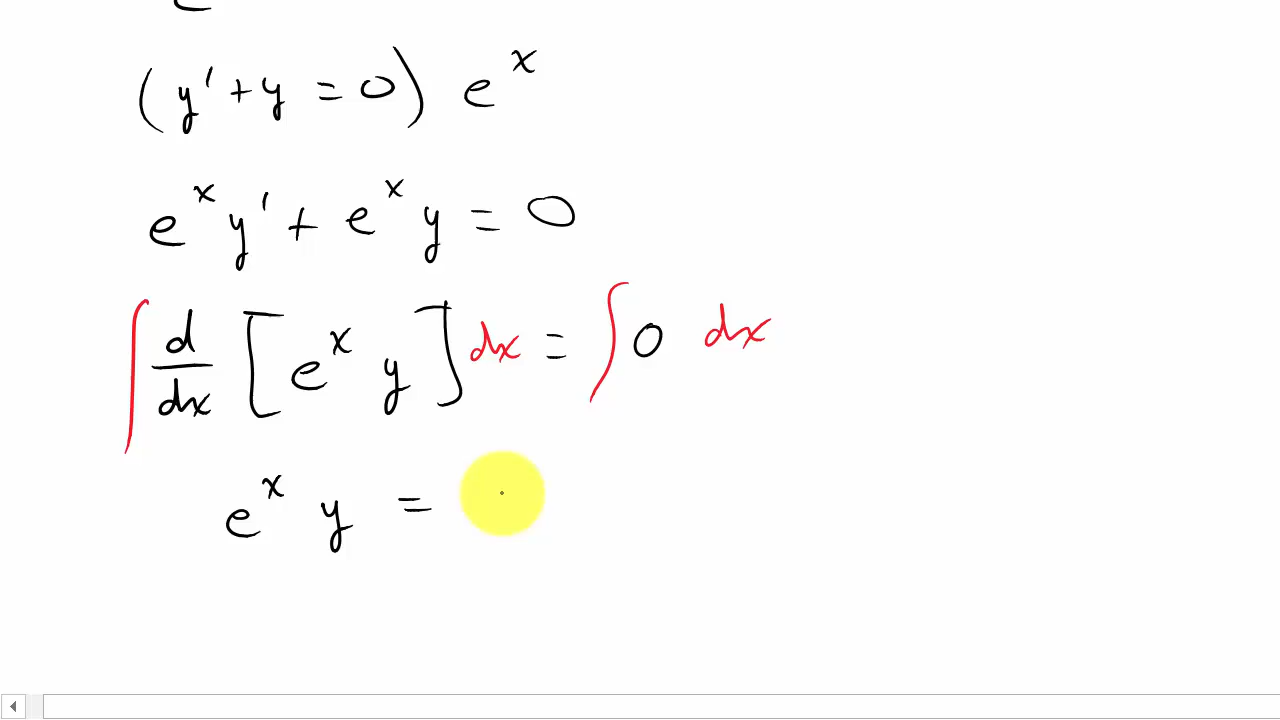 e
(y' + y = 0) e^x
e^x y' + e^x y = 0
∫ d/dx [e^x y] dx = ∫ 0 dx
e^x y =